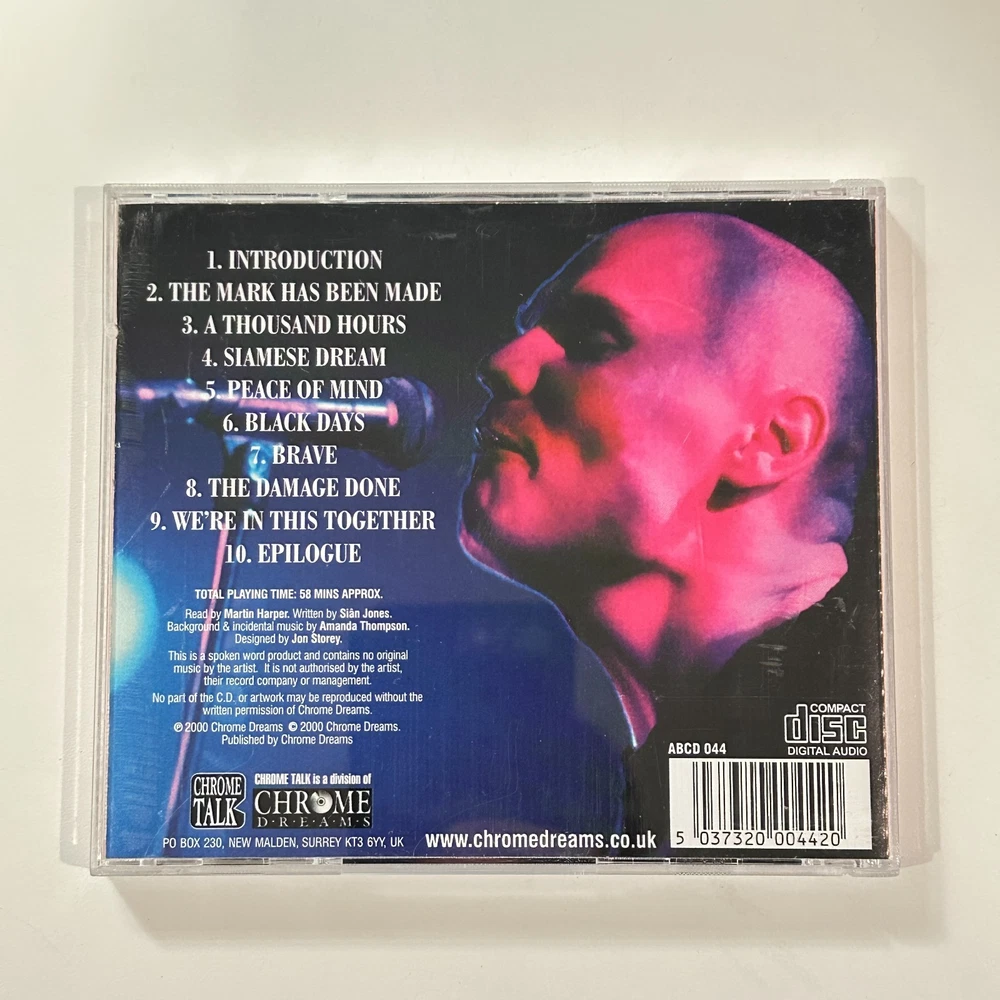 1. INTRODUCTION
2. THE MARK HAS BEEN MADE
3. A THOUSAND HOURS
4. SIAMESE DREAM
5. PEACE OF MIND
6. BLACK DAYS
7. BRAVE
8. THE DAMAGE DONE
9. WE'RE IN THIS TOGETHER
10. EPILOGUE
TOTAL PLAYING TIME: 58 MINS APPROX.
Read by Martin Harper. Written by Siân Jones.
Background & incidental music by Amanda Thompson.
Designed by Jon Storey.
This is a spoken word product and contains no original
music by the artist. It is not authorised by the artist,
their record company or management.
No part of the C.D. or artwork may be reproduced without the
written permission of Chrome Dreams.
℗ 2000 Chrome Dreams © 2000 Chrome Dreams.
Published by Chrome Dreams
CHROME
TALK
CHROME TALK is a division of
CHROME
DREAMS
PO BOX 230, NEW MALDEN, SURREY KT3 6YY, UK
www.chromedreams.co.uk
COMPACT
disc
DIGITAL AUDIO
ABCD 044
5 037320 004420